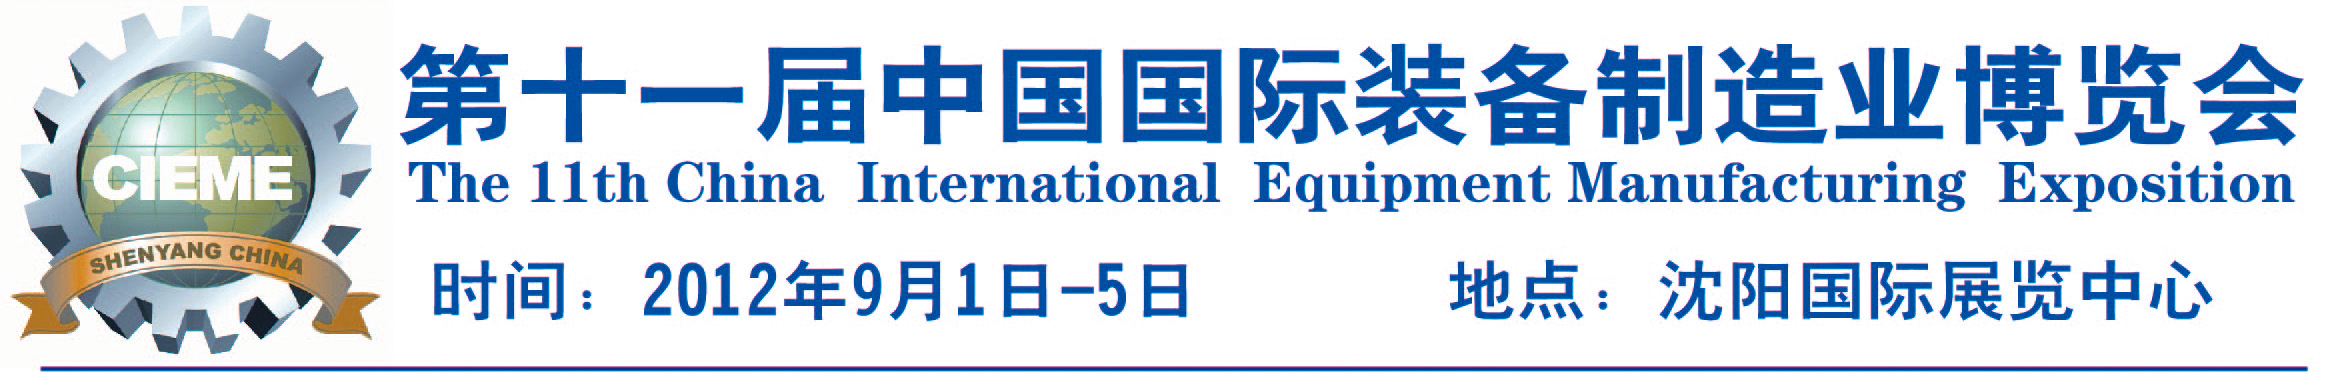 CIEME
SHENYANG CHINA
第十一届中国国际装备制造业博览会
The 11th China International Equipment Manufacturing Exposition
时间：2012年9月1日-5日 地点：沈阳国际展览中心